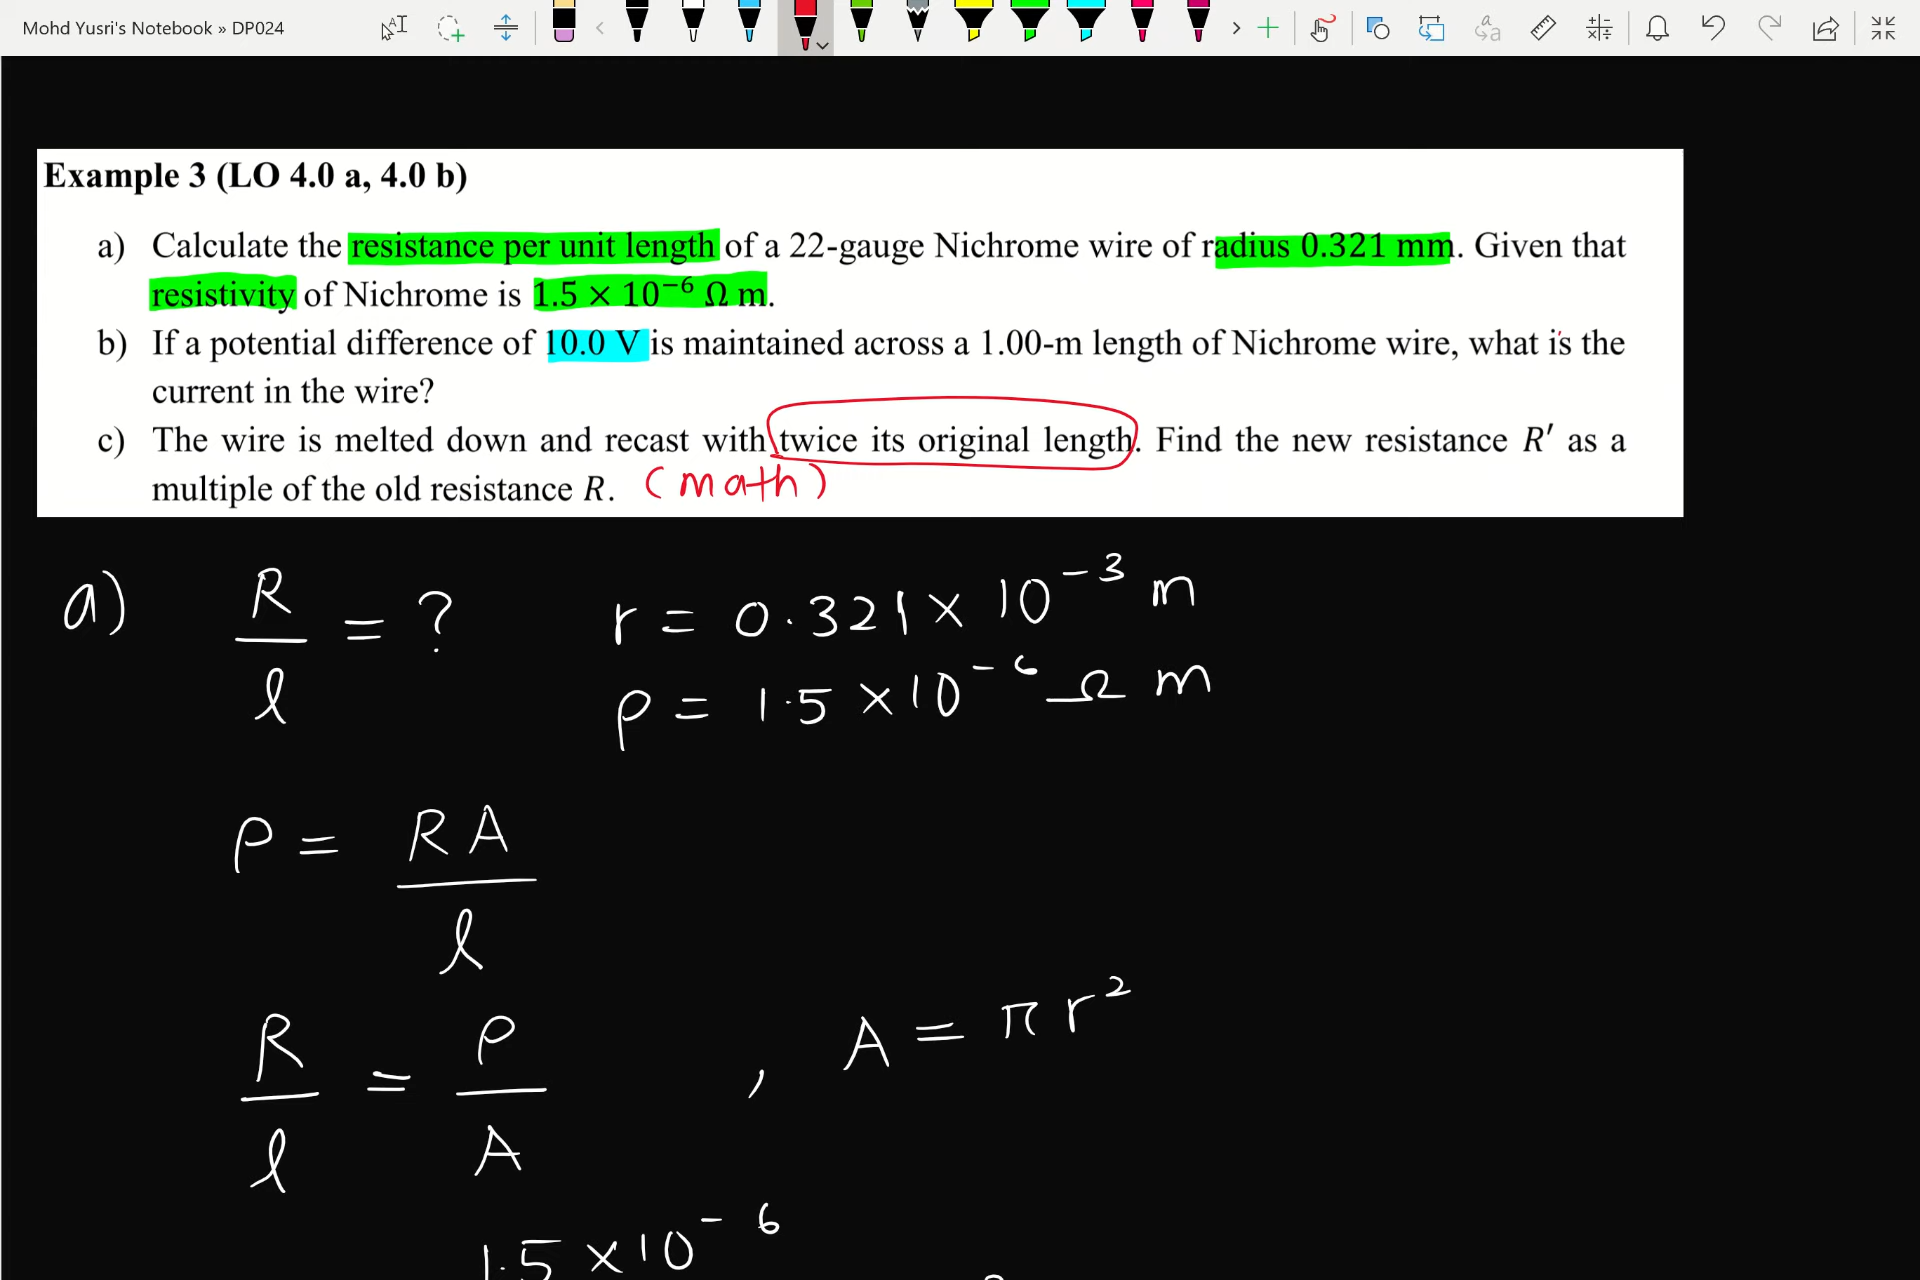 Mohd Yusri's Notebook » DP024
Example 3 (LO 4.0 a, 4.0 b)
a) Calculate the resistance per unit length of a 22-gauge Nichrome wire of radius 0.321 mm. Given that
resistivity of Nichrome is 1.5 × 10⁻⁶ Ω m.
b) If a potential difference of 10.0 V is maintained across a 1.00-m length of Nichrome wire, what is the
current in the wire?
c) The wire is melted down and recast with twice its original length. Find the new resistance R′ as a
multiple of the old resistance R. (math)
a) R/l = ? r = 0.321 × 10⁻³ m
ρ = 1.5 × 10⁻⁶ Ω m
ρ = RA/l
R/l = ρ/A , A = πr²
1.5 × 10⁻⁶